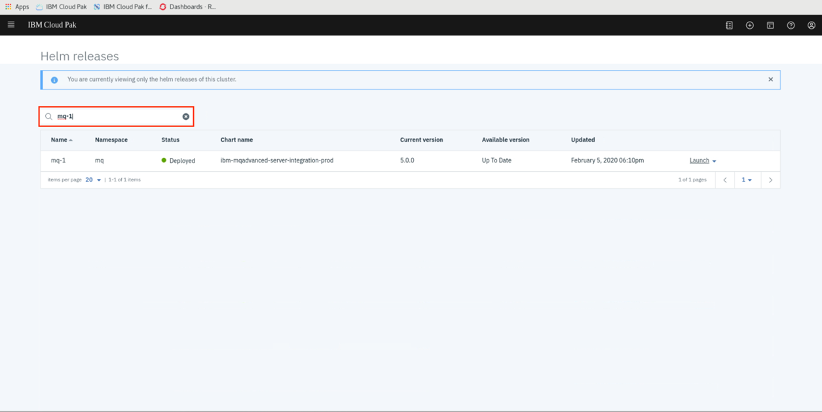 Apps IBM Cloud Pak IBM Cloud Pak f... Dashboards · R...
IBM Cloud Pak
Helm releases
You are currently viewing only the helm releases of this cluster.
mq-1
Name Namespace Status Chart name Current version Available version Updated
mq-1 mq Deployed ibm-mqadvanced-server-integration-prod 5.0.0 Up To Date February 5, 2020 06:10pm Launch
items per page 20 | 1-1 of 1 items 1 of 1 pages 1